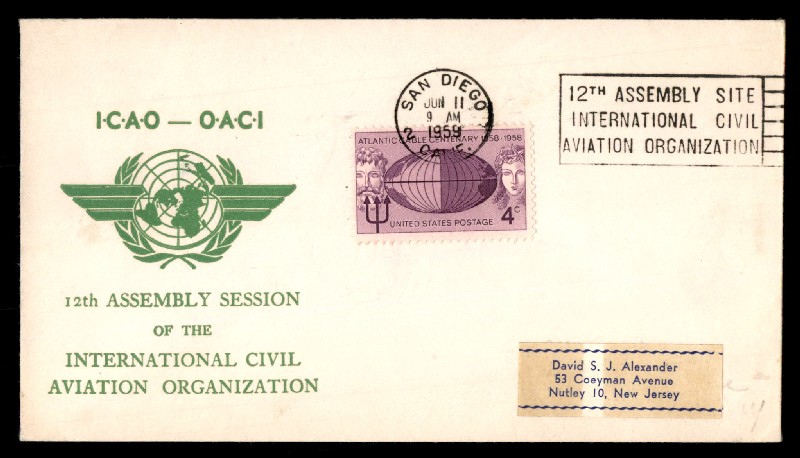 I·C·A·O — O·A·C·I
12th ASSEMBLY SESSION
OF THE
INTERNATIONAL CIVIL
AVIATION ORGANIZATION
SAN DIEGO
JUN 11
9 AM
1959
2 CALIF.
12TH ASSEMBLY SITE
INTERNATIONAL CIVIL
AVIATION ORGANIZATION
ATLANTIC CABLE CENTENARY 1858·1958
UNITED STATES POSTAGE 4c
David S. J. Alexander
53 Coeyman Avenue
Nutley 10, New Jersey